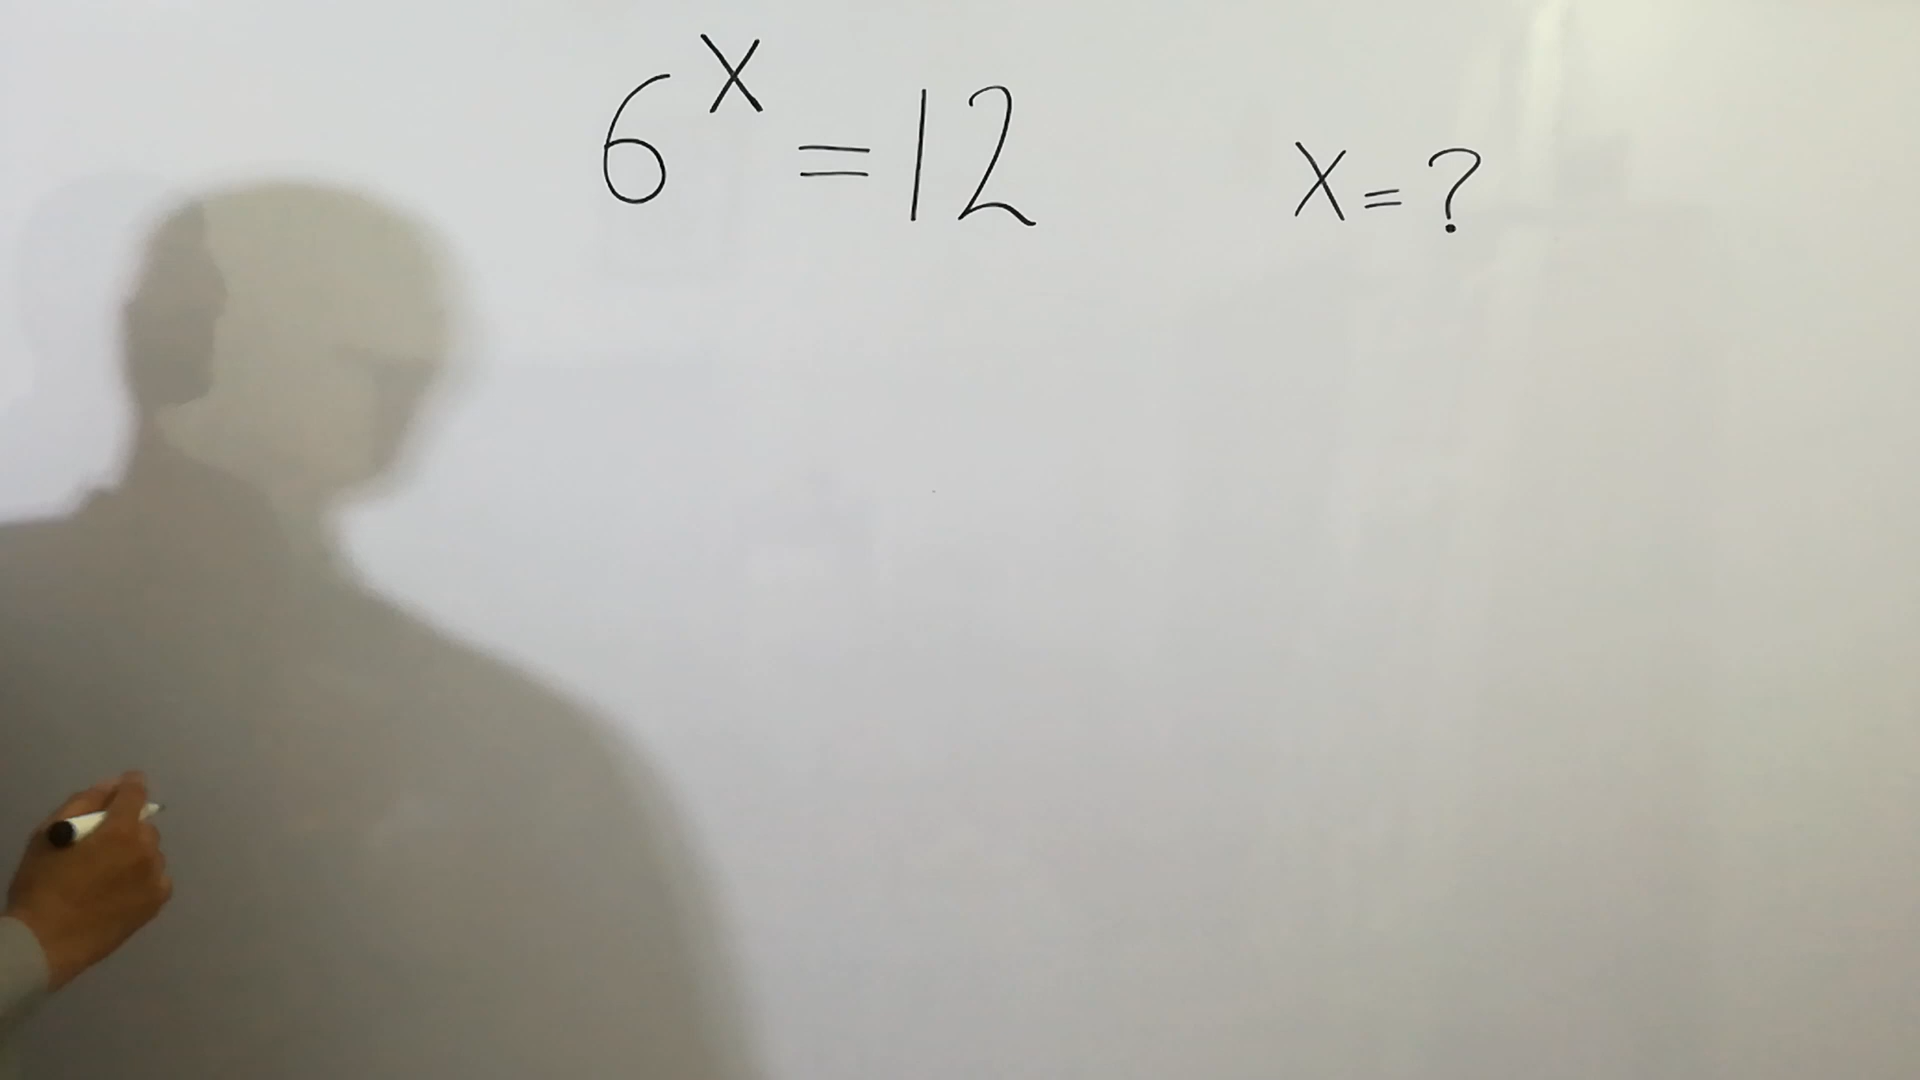 6^x = 12 x = ?